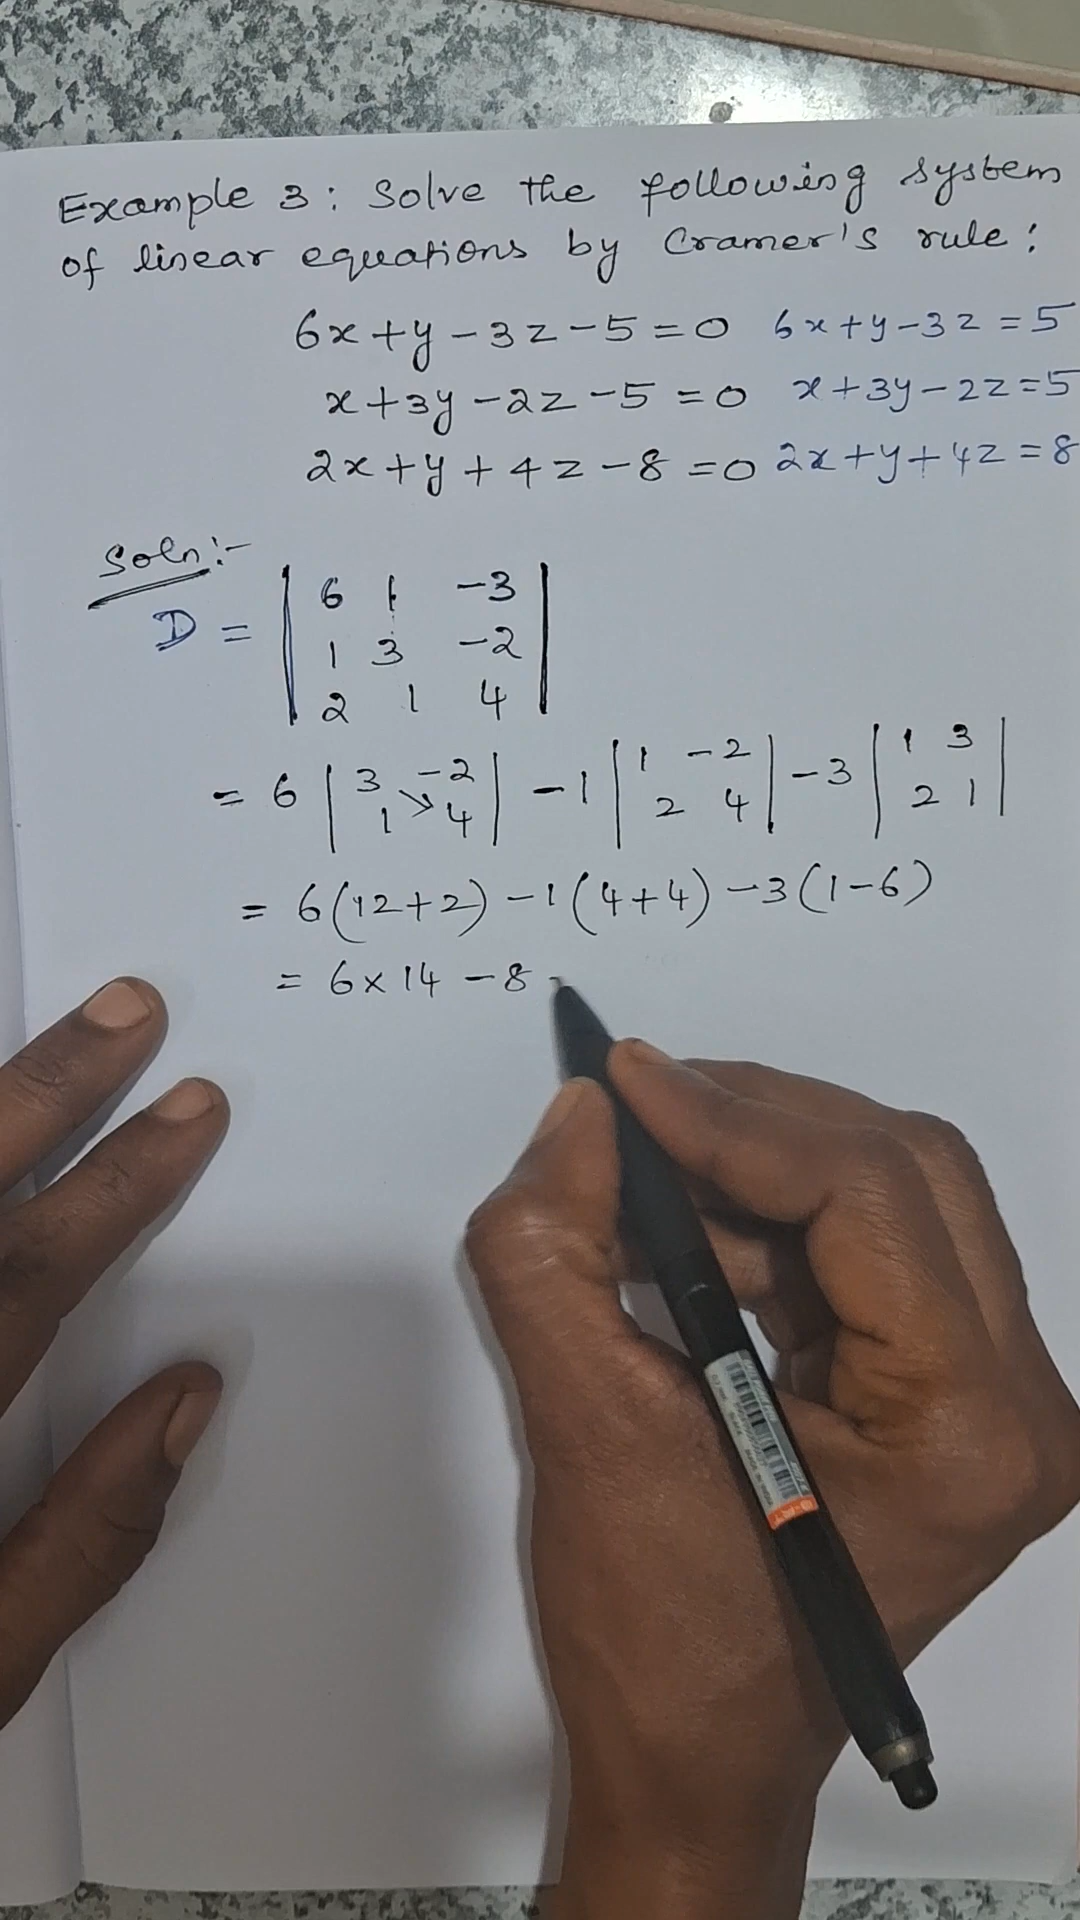 Example 3 : Solve the following system
of linear equations by Cramer's rule :
6x + y - 3z - 5 = 0 6x + y - 3z = 5
x + 3y - 2z - 5 = 0 x + 3y - 2z = 5
2x + y + 4z - 8 = 0 2x + y + 4z = 8
Soln :-
D = | 6 1 -3 |
| 1 3 -2 |
| 2 1 4 |
= 6 | 3 -2 | - 1 | 1 -2 | - 3 | 1 3 |
| 1 4 | | 2 4 | | 2 1 |
= 6(12+2) - 1(4+4) - 3(1-6)
= 6 x 14 - 8 -